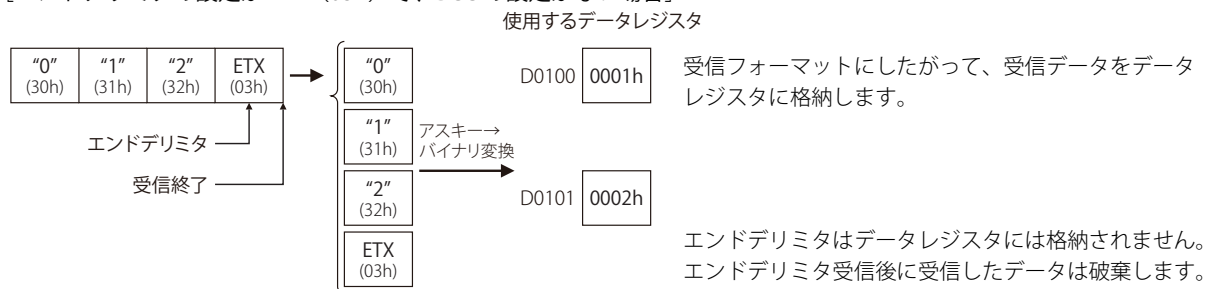 使用するデータレジスタ
“0” “1” “2” ETX
(30h) (31h) (32h) (03h)
エンドデリミタ
受信終了
“0”
(30h)
“1”
(31h)
“2”
(32h)
ETX
(03h)
アスキー→
バイナリ変換
D0100 0001h
D0101 0002h
受信フォーマットにしたがって、受信データをデータ
レジスタに格納します。
エンドデリミタはデータレジスタには格納されません。
エンドデリミタ受信後に受信したデータは破棄します。